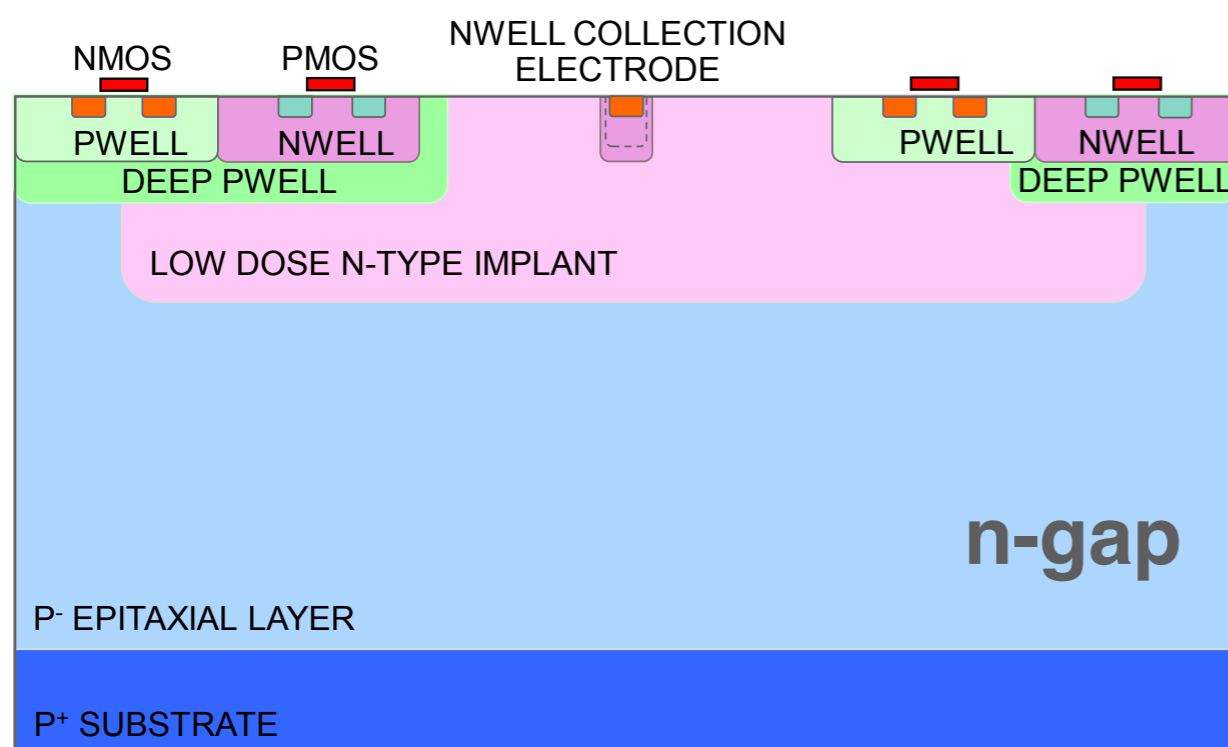 NWELL COLLECTION
ELECTRODE
NMOS
PMOS
PWELL
NWELL
PWELL
NWELL
DEEP PWELL
DEEP PWELL
LOW DOSE N-TYPE IMPLANT
n-gap
P- EPITAXIAL LAYER
P+ SUBSTRATE